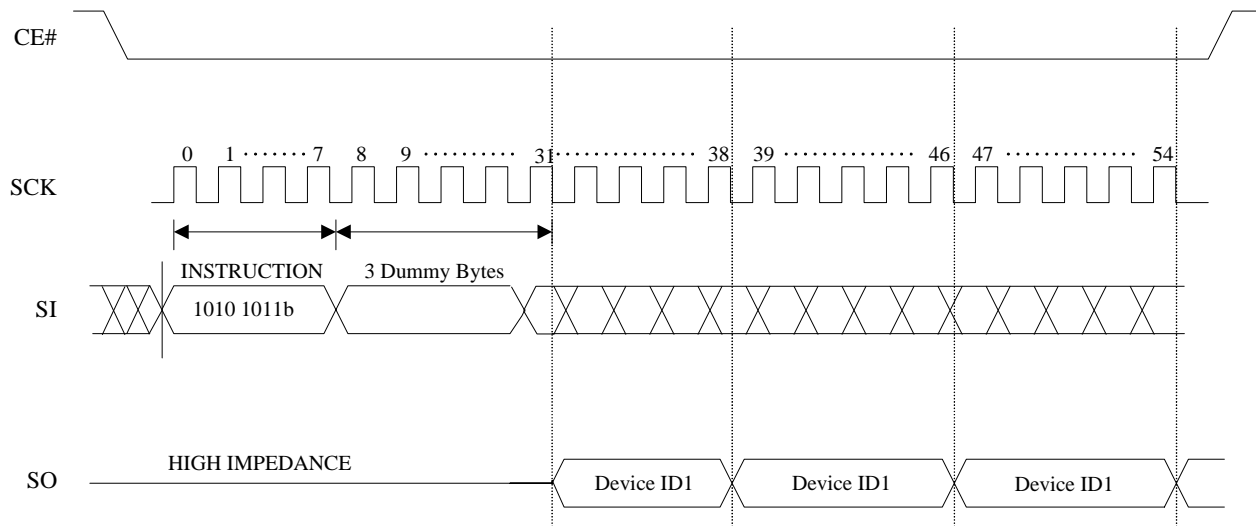 CE#
0 1 ······· 7 8 9 ·········· 31 ················ 38 39 ················ 46 47 ················ 54
SCK
INSTRUCTION 3 Dummy Bytes
SI 1010 1011b
HIGH IMPEDANCE
SO Device ID1 Device ID1 Device ID1